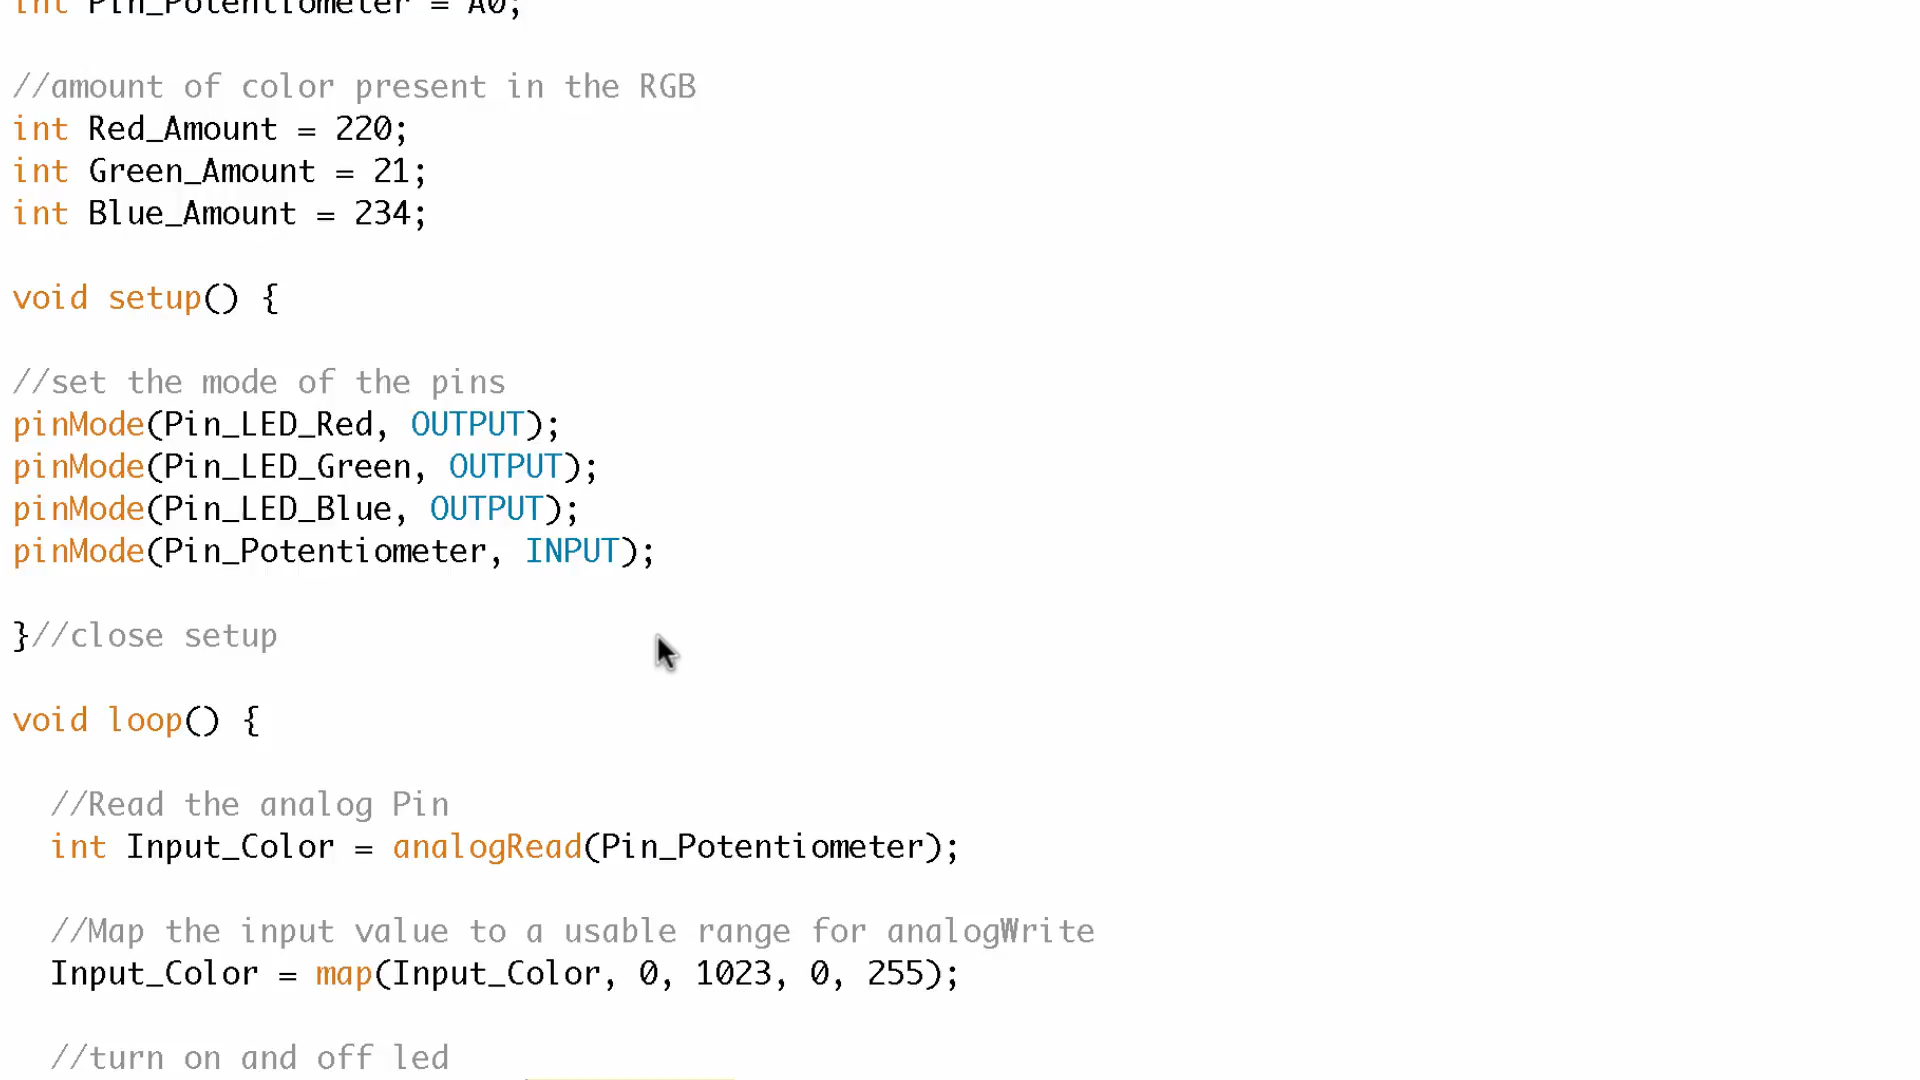 int Pin_Potentiometer = A0;
//amount of color present in the RGB
int Red_Amount = 220;
int Green_Amount = 21;
int Blue_Amount = 234;
void setup() {
//set the mode of the pins
pinMode(Pin_LED_Red, OUTPUT);
pinMode(Pin_LED_Green, OUTPUT);
pinMode(Pin_LED_Blue, OUTPUT);
pinMode(Pin_Potentiometer, INPUT);
}//close setup
void loop() {
//Read the analog Pin
int Input_Color = analogRead(Pin_Potentiometer);
//Map the input value to a usable range for analogWrite
Input_Color = map(Input_Color, 0, 1023, 0, 255);
//turn on and off led